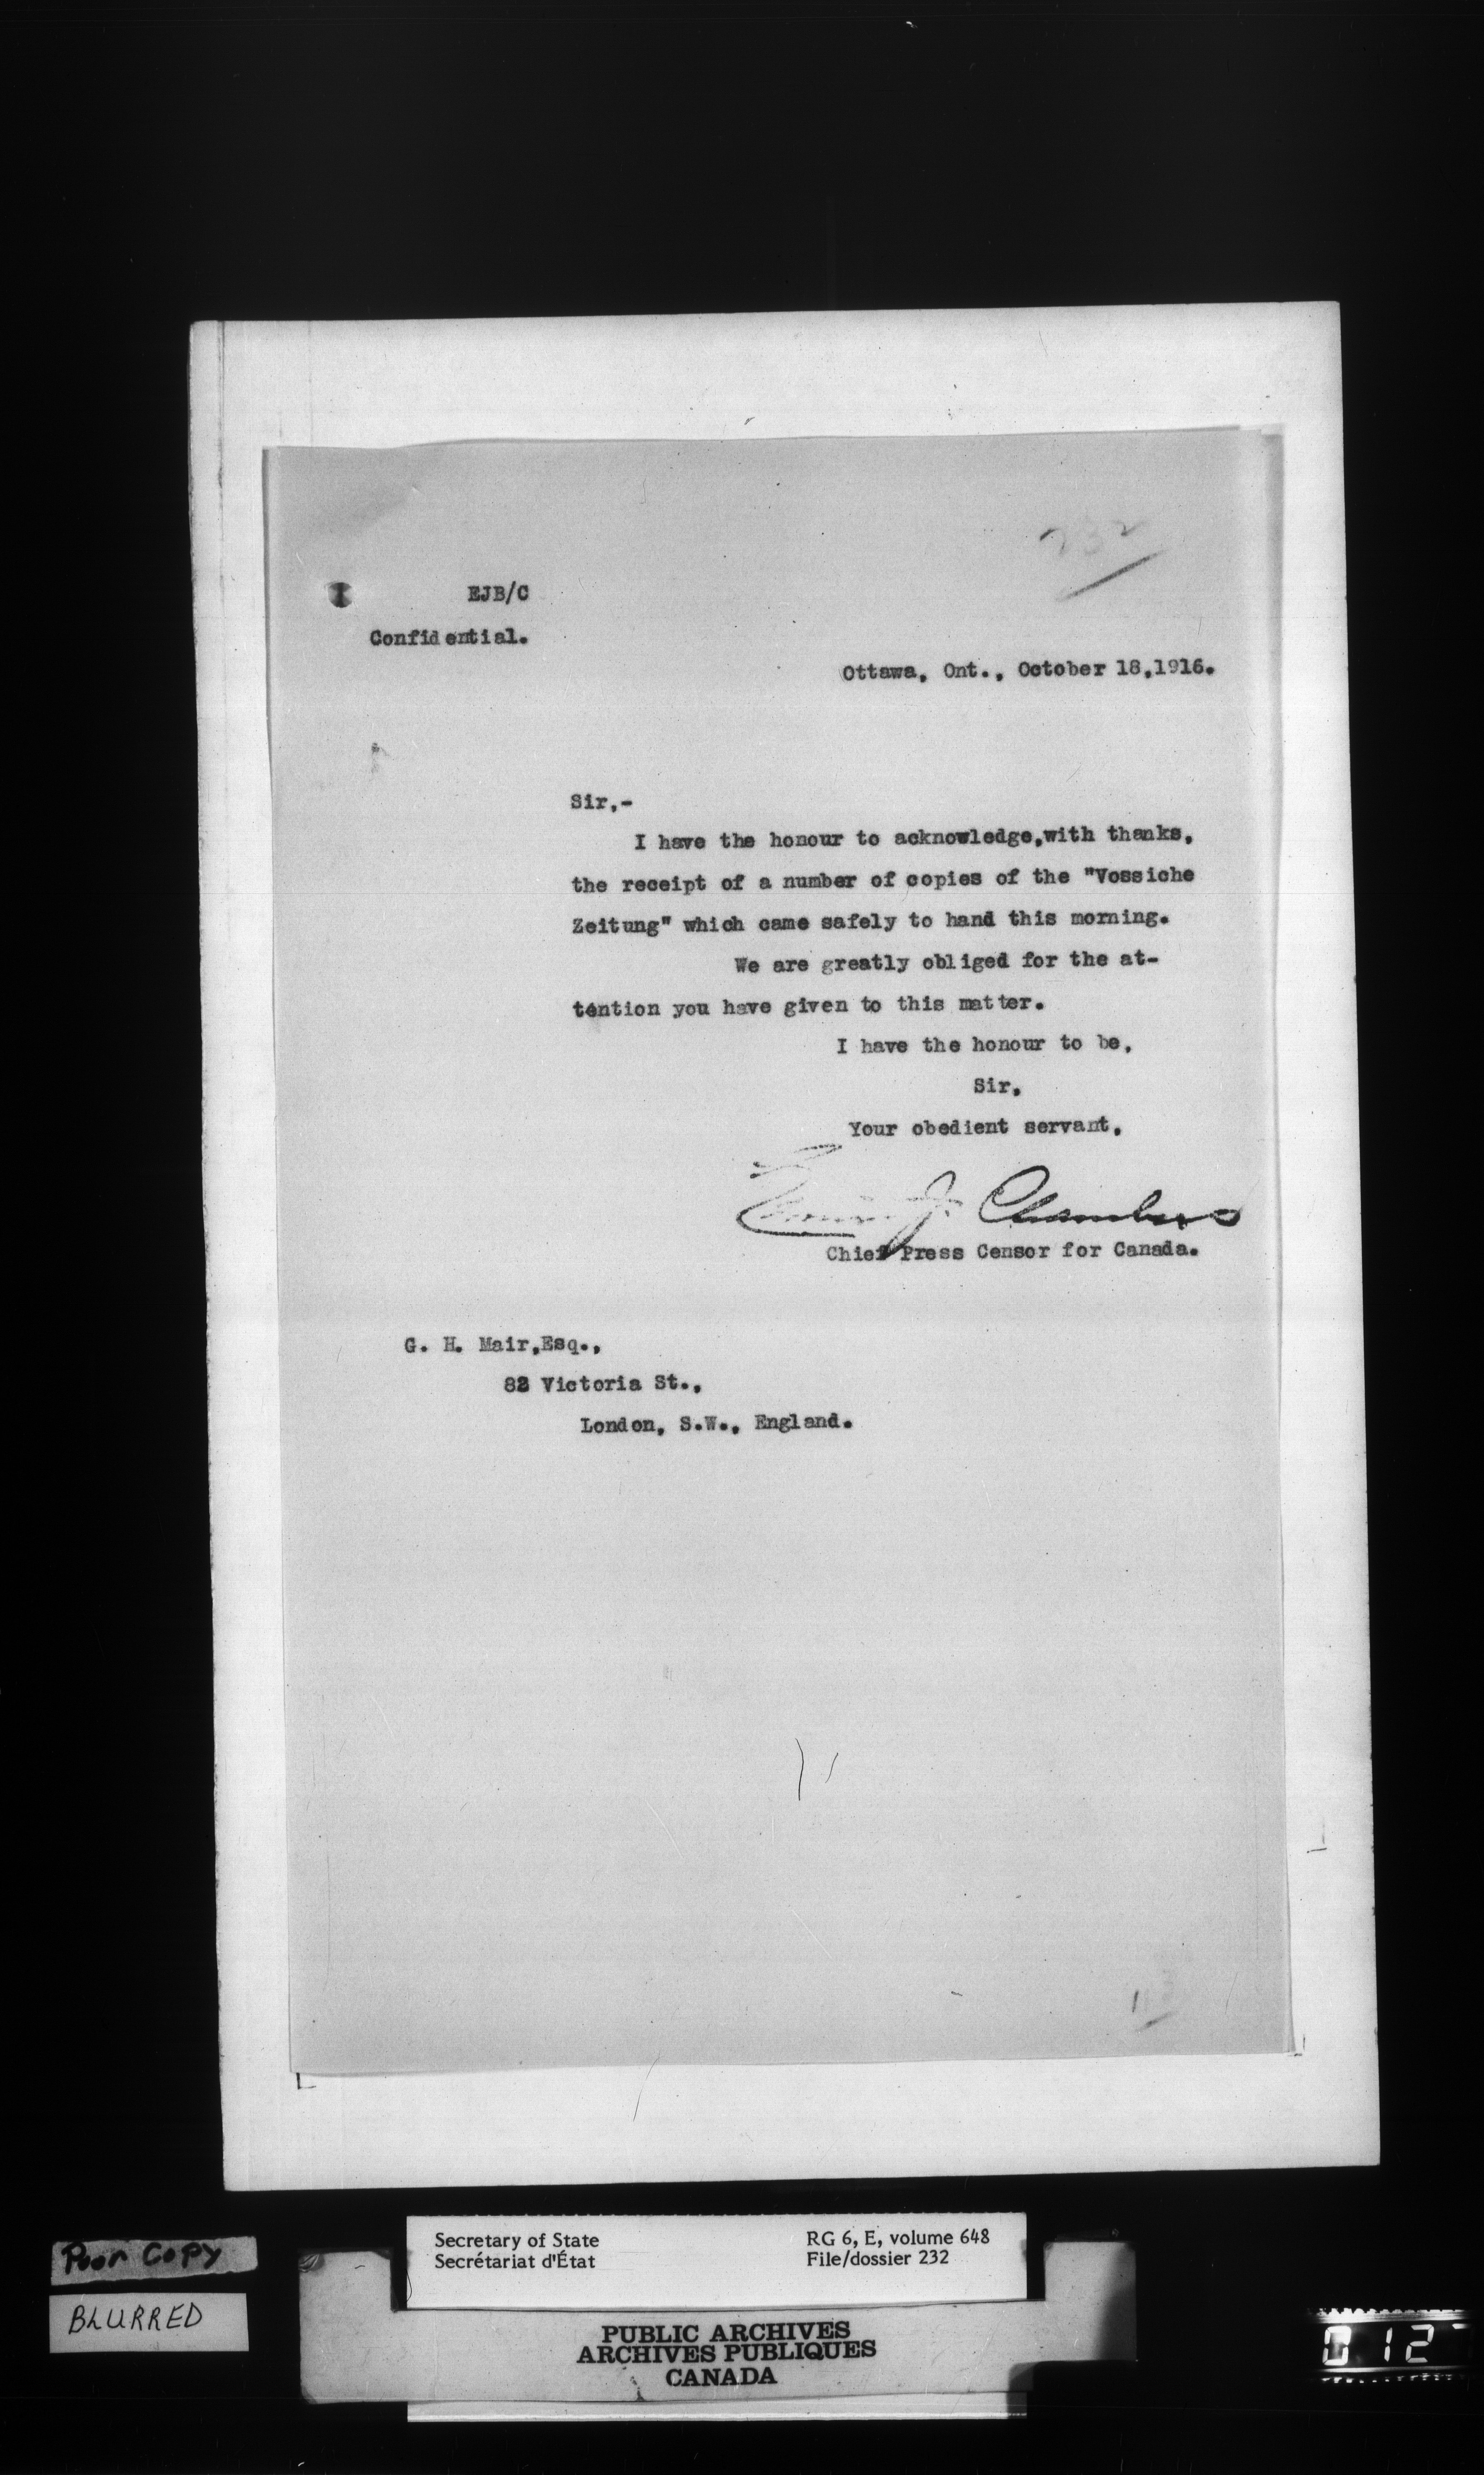 232
EJB/C
Confidential.
Ottawa, Ont., October 18,1916.
Sir,-
I have the honour to acknowledge,with thanks,
the receipt of a number of copies of the "Vossiche
Zeitung" which came safely to hand this morning.
We are greatly obliged for the at-
tention you have given to this matter.
I have the honour to be,
Sir,
Your obedient servant,
J. Chambers
Chief Press Censor for Canada.
G. H. Mair,Esq.,
82 Victoria St.,
London, S.W., England.
Secretary of State
Secrétariat d'État
RG 6, E, volume 648
File/dossier 232
Poor Copy
BLURRED
PUBLIC ARCHIVES
ARCHIVES PUBLIQUES
CANADA